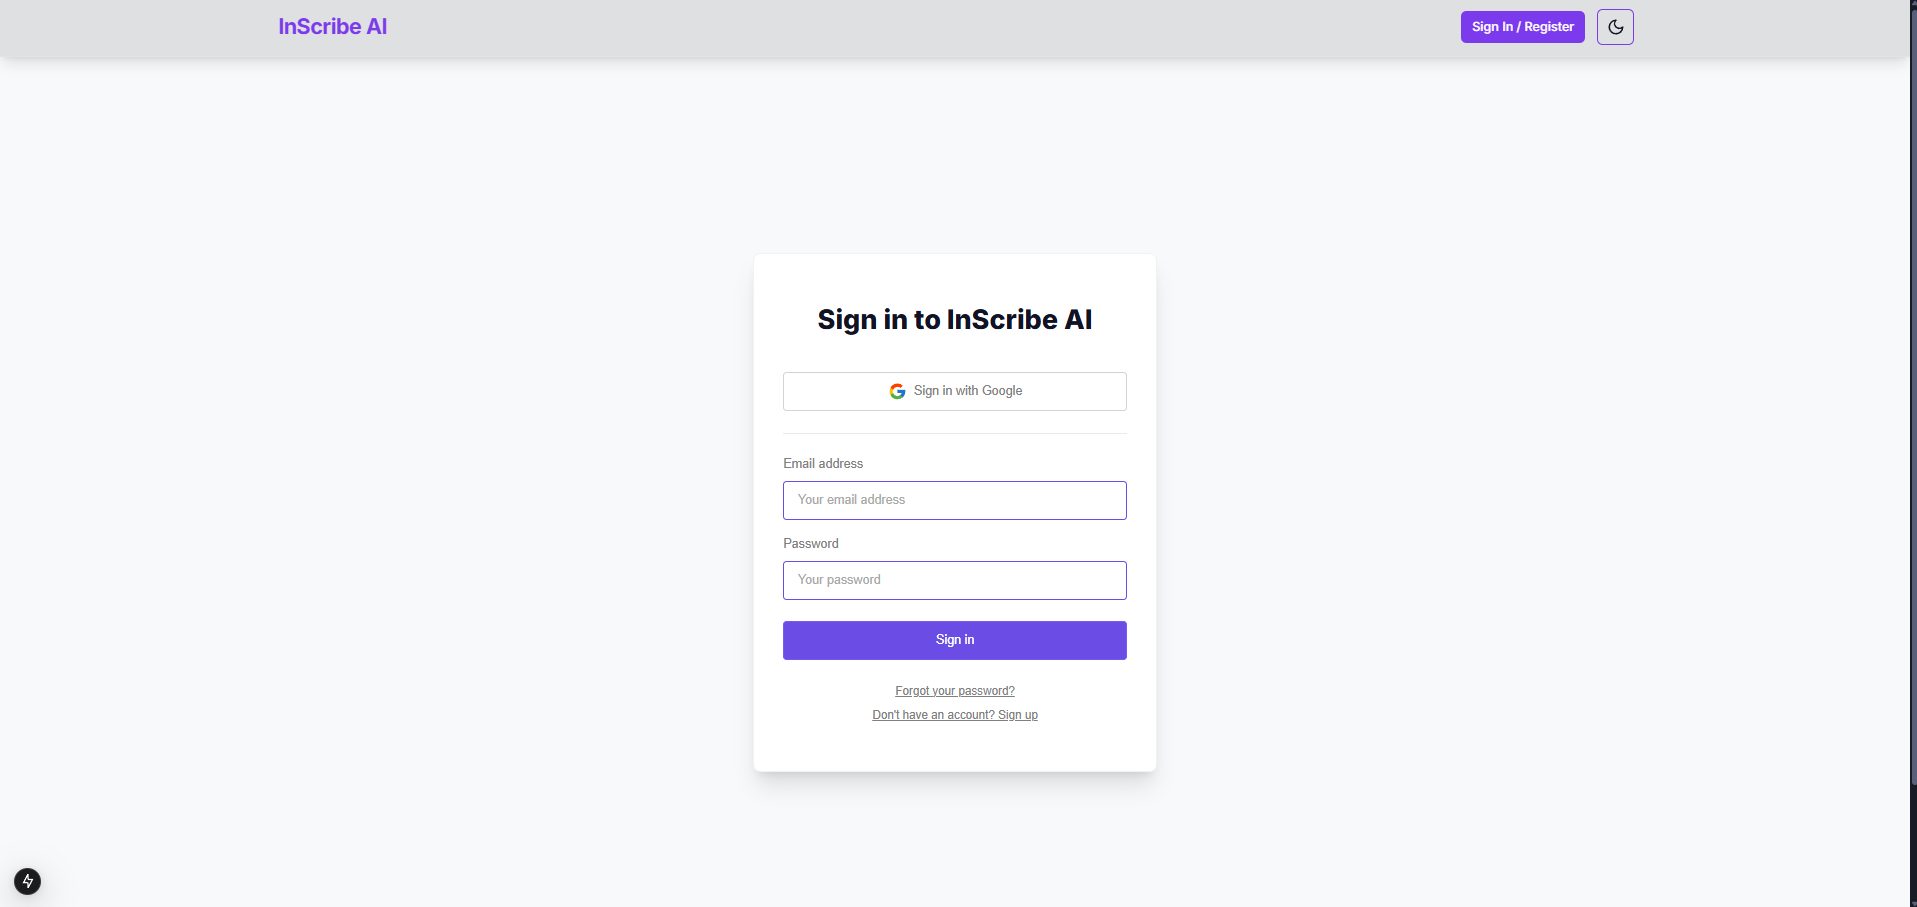 InScribe AI
Sign In / Register
Sign in to InScribe AI
Sign in with Google
Email address
Your email address
Password
Your password
Sign in
Forgot your password?
Don't have an account? Sign up